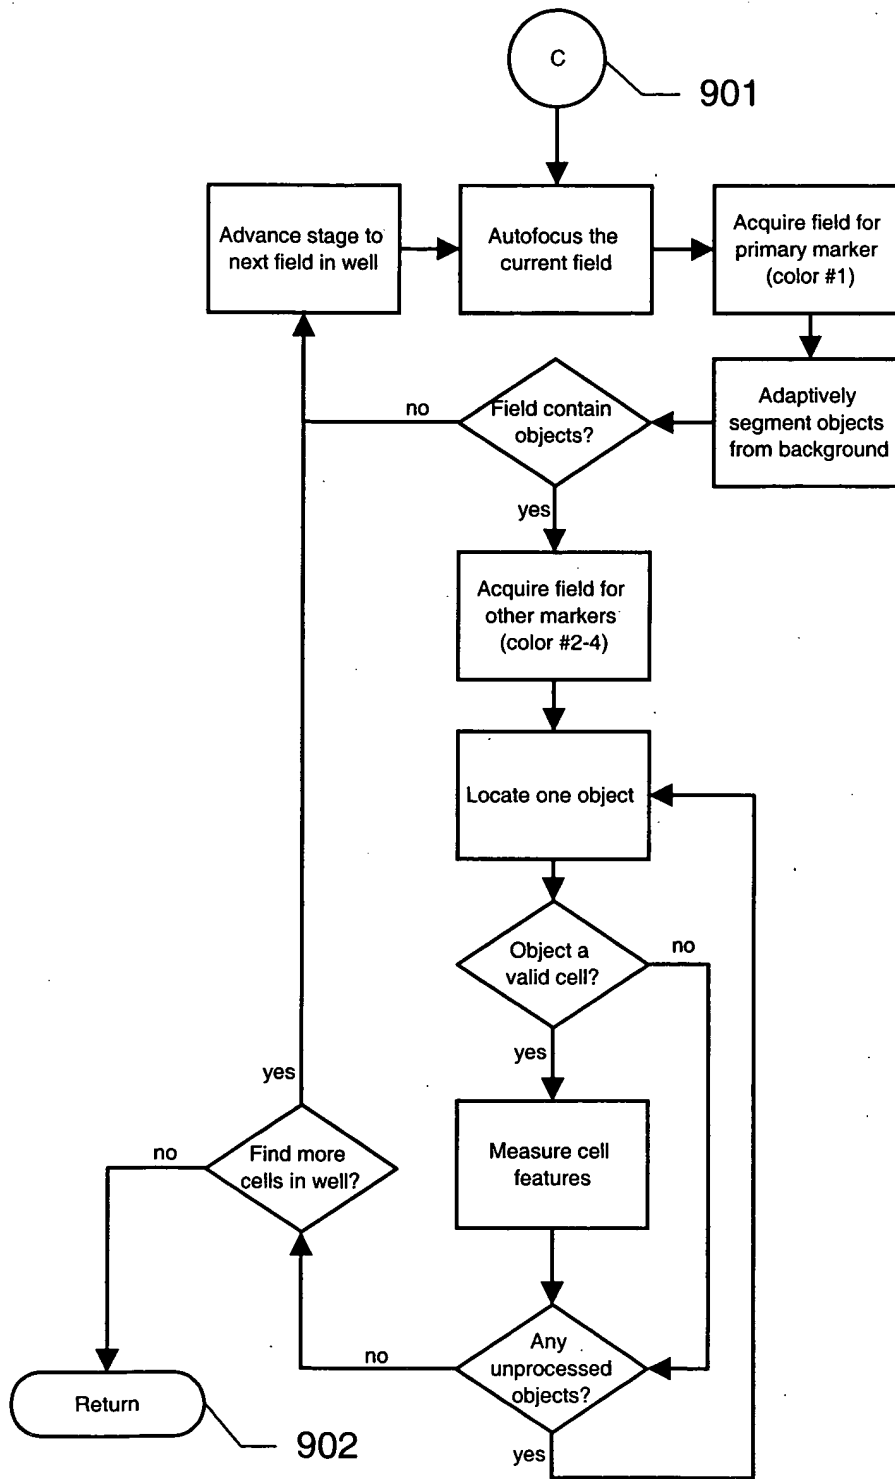 C
901
Advance stage to
next field in well
Autofocus the
current field
Acquire field for
primary marker
(color #1)
Adaptively
segment objects
from background
Field contain
objects?
no
yes
Acquire field for
other markers
(color #2-4)
Locate one object
Object a
valid cell?
no
yes
Measure cell
features
Any
unprocessed
objects?
no
yes
Find more
cells in well?
yes
no
Return
902